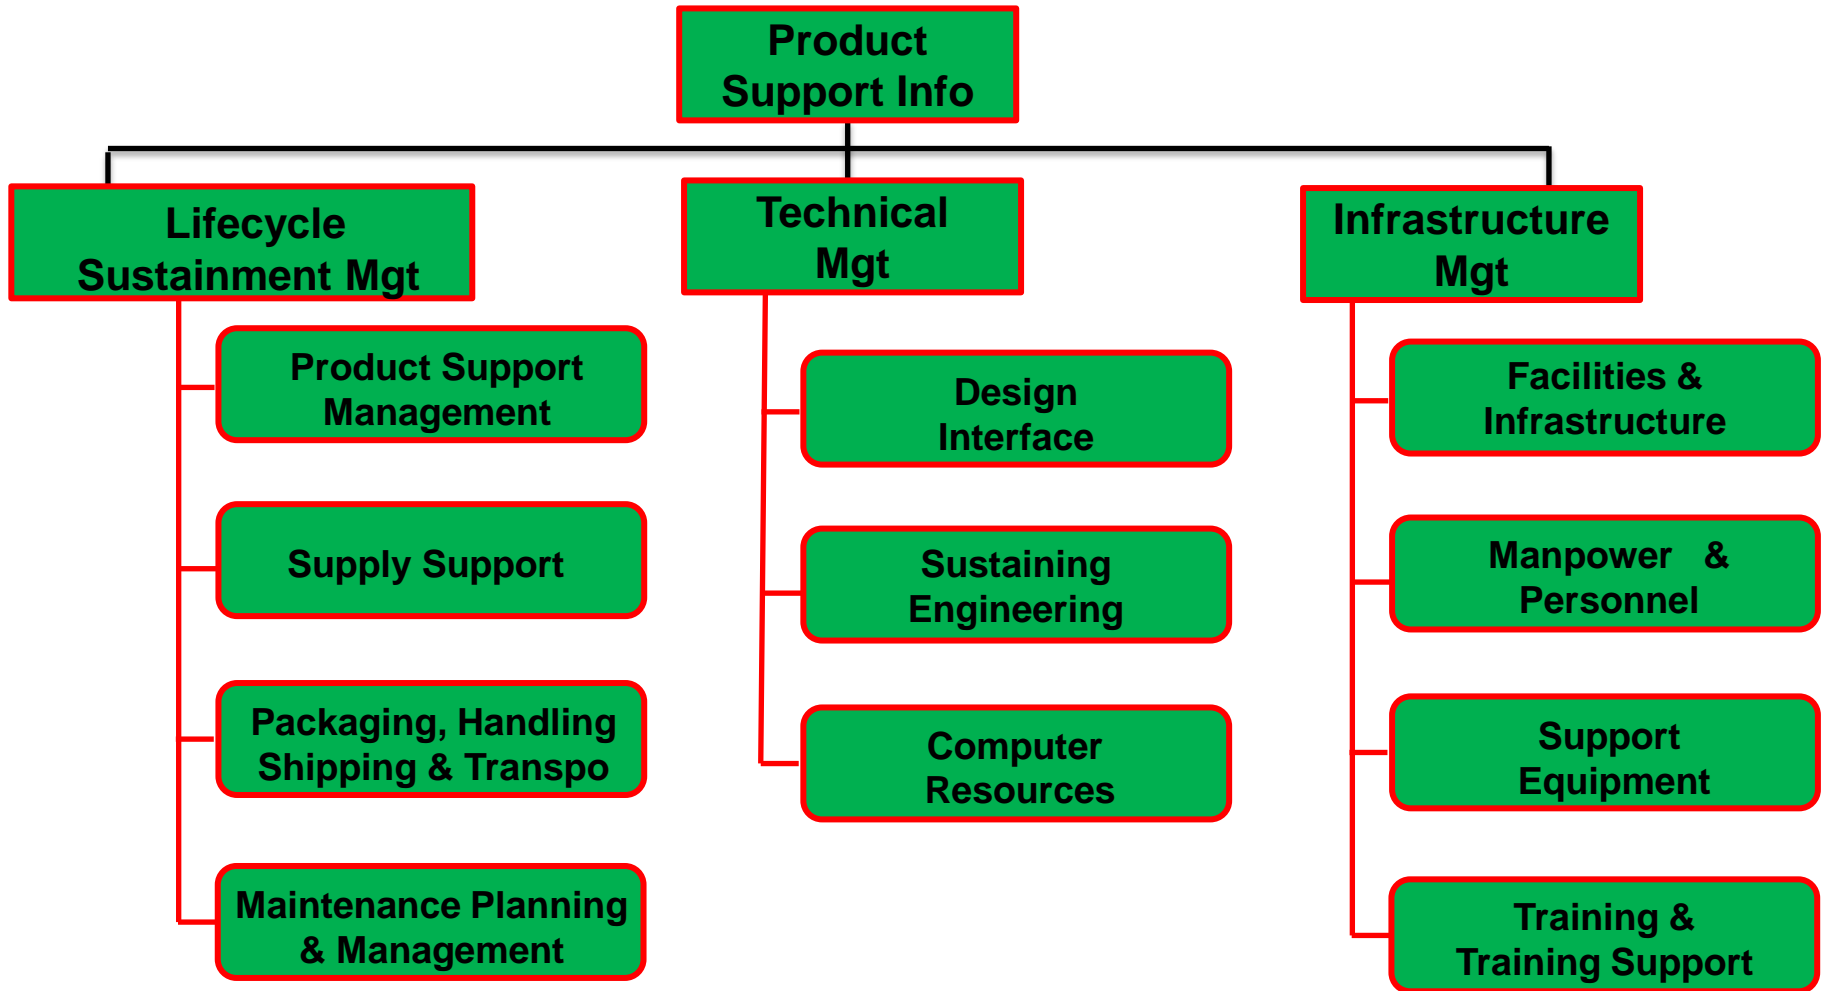 Product
Support Info
Lifecycle
Sustainment Mgt
Technical
Mgt
Infrastructure
Mgt
Product Support
Management
Supply Support
Packaging, Handling
Shipping & Transpo
Maintenance Planning
& Management
Design
Interface
Sustaining
Engineering
Computer
Resources
Facilities &
Infrastructure
Manpower & 
Personnel
Support
Equipment
Training &
Training Support